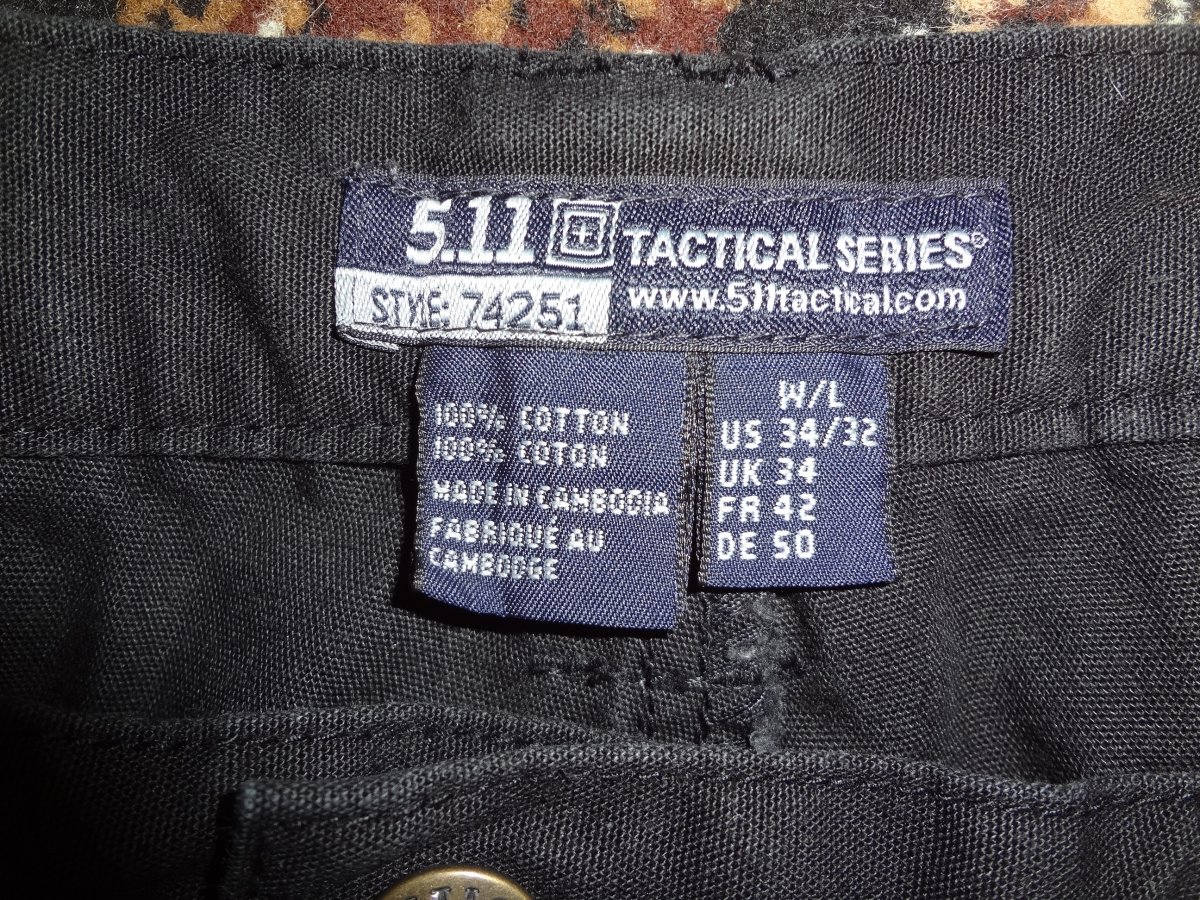 5.11 TACTICAL SERIES®
STYLE: 74251 www.511tactical.com
100% COTTON
100% COTON
MADE IN CAMBODIA
FABRIQUÉ AU
CAMBODGE
W/L
US 34/32
UK 34
FR 42
DE 50